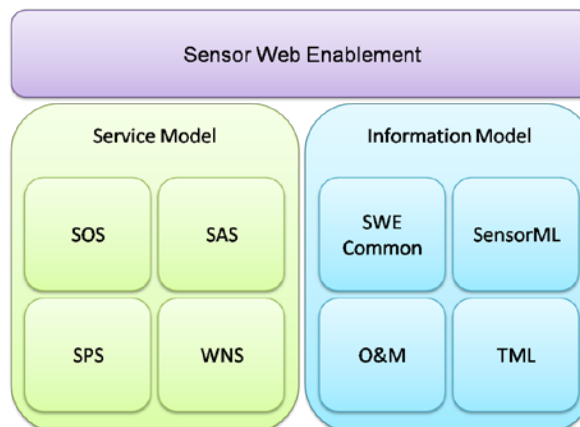 Sensor Web Enablement
Service Model
Information Model
SOS
SAS
SWE
Common
SensorML
SPS
WNS
O&M
TML